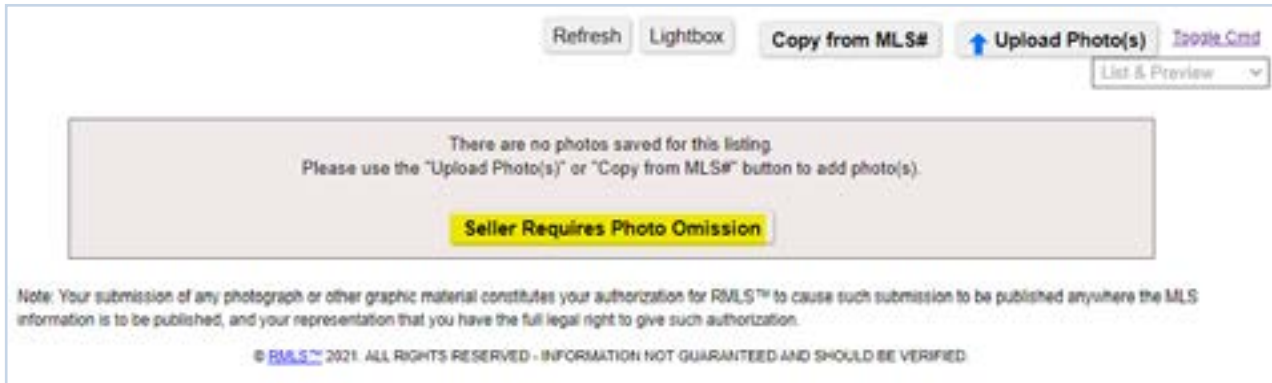 Refresh Lightbox Copy from MLS# Upload Photo(s) Toggle Cmd
List & Preview
There are no photos saved for this listing.
Please use the "Upload Photo(s)" or "Copy from MLS#" button to add photo(s).
Seller Requires Photo Omission
Note: Your submission of any photograph or other graphic material constitutes your authorization for RMLS™ to cause such submission to be published anywhere the MLS
information is to be published, and your representation that you have the full legal right to give such authorization.
© RMLS™ 2021. ALL RIGHTS RESERVED - INFORMATION NOT GUARANTEED AND SHOULD BE VERIFIED.